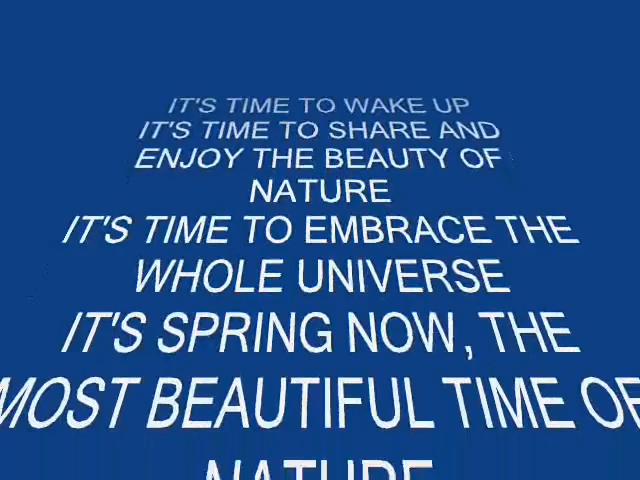 IT'S TIME TO WAKE UP
IT'S TIME TO SHARE AND
ENJOY THE BEAUTY OF
NATURE
IT'S TIME TO EMBRACE THE
WHOLE UNIVERSE
IT'S SPRING NOW, THE
MOST BEAUTIFUL TIME OF
NATURE